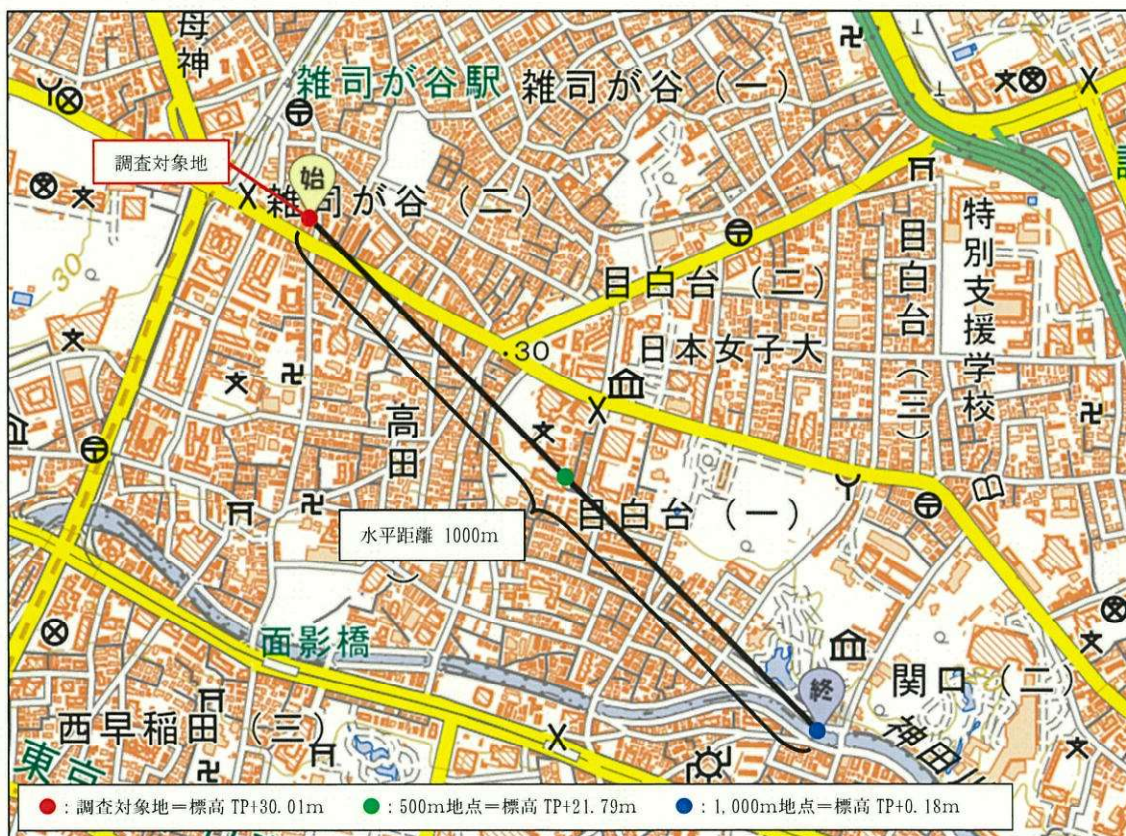 母神
雑司が谷駅
雑司が谷(一)
調査対象地
始
雑司が谷(二)
30
目白台(二)
・30
日本女子大
目白台(三)
特別支援学校
高田
目白台(一)
水平距離 1000m
)
面影橋
終
関口(二)
西早稲田(三)
神田川
東京
●:調査対象地=標高 TP+30.01m ●:500m地点=標高 TP+21.79m ●:1,000m地点=標高 TP+0.18m